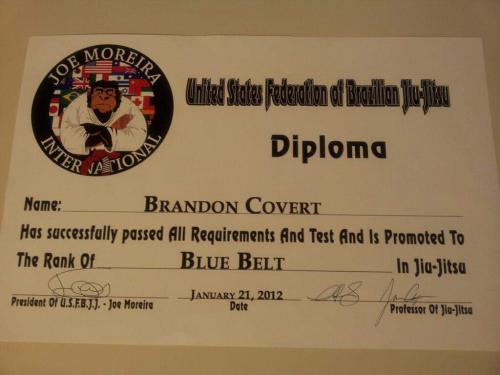 JOE MOREIRA
INTERNATIONAL
United States Federation of Brazilian Jiu-Jitsu
Diploma
Name: BRANDON COVERT
Has successfully passed All Requirements And Test And Is Promoted To
The Rank Of BLUE BELT In Jiu-Jitsu
JANUARY 21, 2012
President Of U.S.F.B.J.J. - Joe Moreira Date Professor Of Jiu-Jitsu